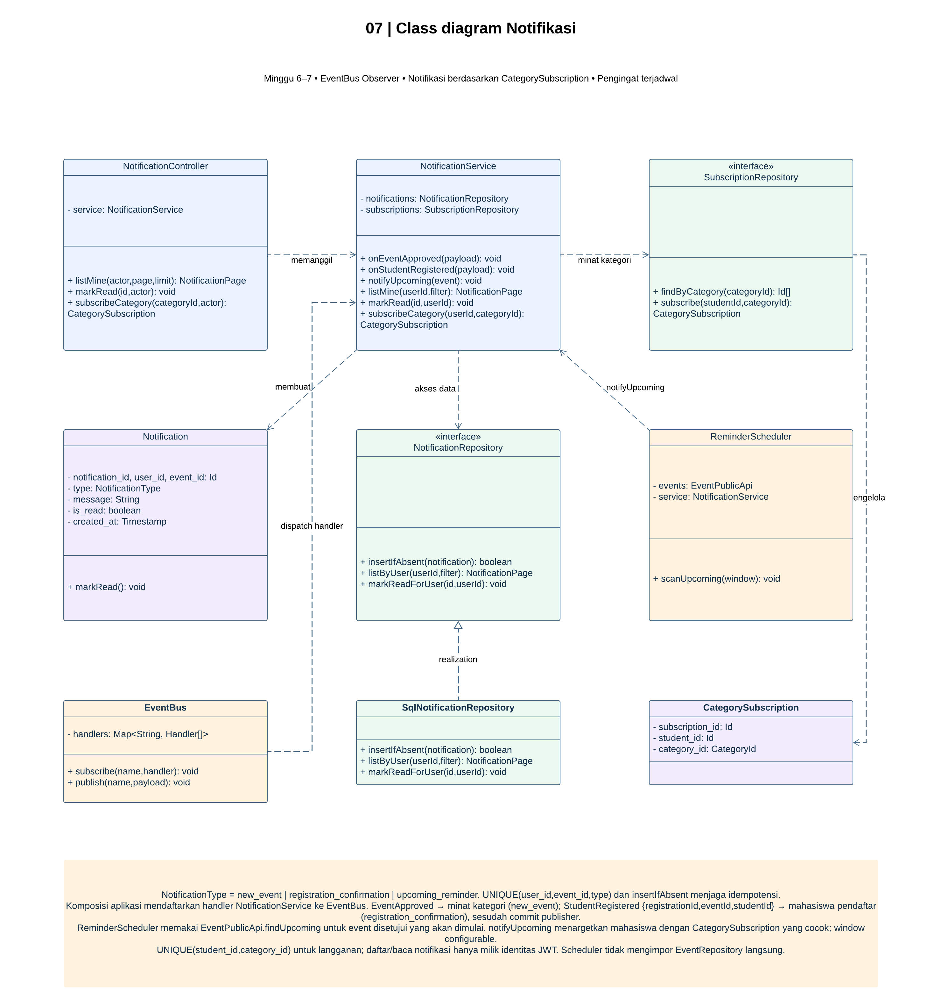 07 | Class diagram Notifikasi
Minggu 6–7 • EventBus Observer • Notifikasi berdasarkan CategorySubscription • Pengingat terjadwal
NotificationController
- service: NotificationService
+ listMine(actor,page,limit): NotificationPage
+ markRead(id,actor): void
+ subscribeCategory(categoryId,actor):
CategorySubscription
memanggil
NotificationService
- notifications: NotificationRepository
- subscriptions: SubscriptionRepository
+ onEventApproved(payload): void
+ onStudentRegistered(payload): void
+ notifyUpcoming(event): void
+ listMine(userId,filter): NotificationPage
+ markRead(id,userId): void
+ subscribeCategory(userId,categoryId):
CategorySubscription
minat kategori
«interface»
SubscriptionRepository
+ findByCategory(categoryId): Id[]
+ subscribe(studentId,categoryId):
CategorySubscription
membuat
akses data
notifyUpcoming
Notification
- notification_id, user_id, event_id: Id
- type: NotificationType
- message: String
- is_read: boolean
- created_at: Timestamp
+ markRead(): void
dispatch handler
«interface»
NotificationRepository
+ insertIfAbsent(notification): boolean
+ listByUser(userId,filter): NotificationPage
+ markReadForUser(id,userId): void
ReminderScheduler
- events: EventPublicApi
- service: NotificationService
+ scanUpcoming(window): void
engelola
realization
EventBus
- handlers: Map<String, Handler[]>
+ subscribe(name,handler): void
+ publish(name,payload): void
SqlNotificationRepository
+ insertIfAbsent(notification): boolean
+ listByUser(userId,filter): NotificationPage
+ markReadForUser(id,userId): void
CategorySubscription
- subscription_id: Id
- student_id: Id
- category_id: CategoryId
NotificationType = new_event | registration_confirmation | upcoming_reminder. UNIQUE(user_id,event_id,type) dan insertIfAbsent menjaga idempotensi.
Komposisi aplikasi mendaftarkan handler NotificationService ke EventBus. EventApproved → minat kategori (new_event); StudentRegistered {registrationId,eventId,studentId} → mahasiswa pendaftar
(registration_confirmation), sesudah commit publisher.
ReminderScheduler memakai EventPublicApi.findUpcoming untuk event disetujui yang akan dimulai. notifyUpcoming menargetkan mahasiswa dengan CategorySubscription yang cocok; window
configurable.
UNIQUE(student_id,category_id) untuk langganan; daftar/baca notifikasi hanya milik identitas JWT. Scheduler tidak mengimpor EventRepository langsung.